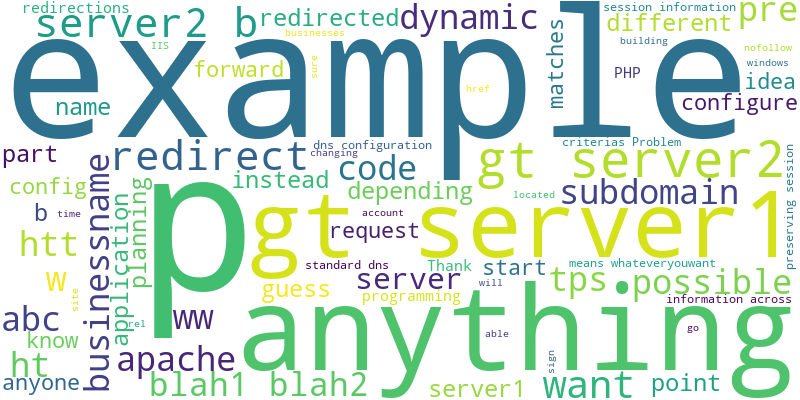 redirections
server2
b
redirected
dynamic
session information
different
pre
IIS
businesses
building
nofollow
example
forward
sure
matches
PHP
windows
idea
name
href
configure
part
redirect
dns configuration
changing
code
criterias Problem
gt server2
config
businessname
instead
depending
located
subdomain
preserving session
b
time
application
planning
p
gt server1
account
request
htt
w
standard dns
Thank
start
means whateveryouwant
server
tps
possible
guess
programming
will
information across
abc
site
ww
anything
know
rel
able
go
ht
apache
sign
anyone
blah1
blah2
server1
want
point